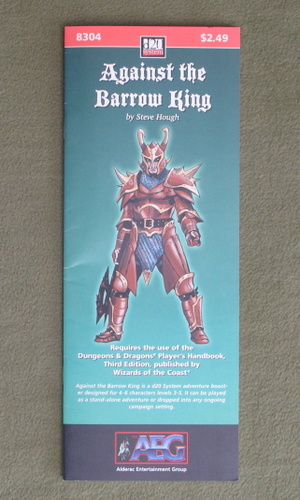 8304 $2.49
d20
system
Against the
Barrow King
by Steve Hough
Requires the use of the
Dungeons & Dragons® Player's Handbook,
Third Edition, published by
Wizards of the Coast®
Against the Barrow King is a d20 System adventure boost-
er designed for 4-6 characters levels 3-5. It can be played
as a stand-alone adventure or dropped into any ongoing
campaign setting.
AEG
Alderac Entertainment Group